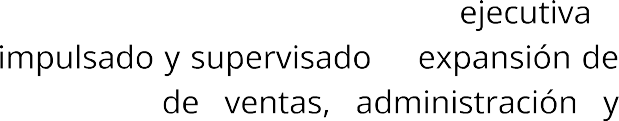 ejecutiva
impulsado y supervisado expansión de
de ventas, administración y